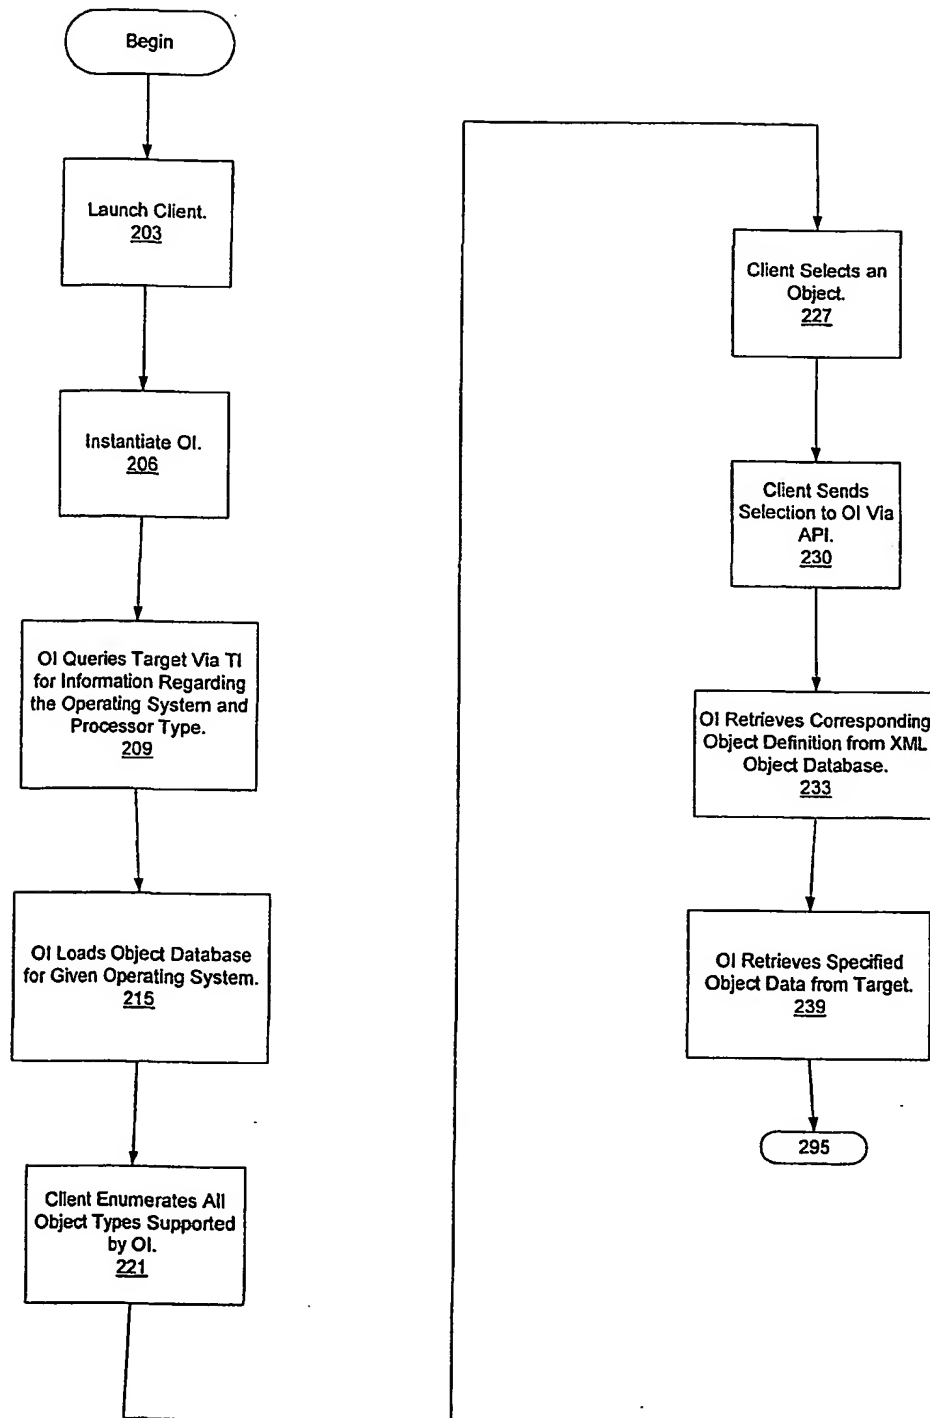 Begin
Launch Client.
203
Instantiate OI.
206
OI Queries Target Via TI
for Information Regarding
the Operating System and
Processor Type.
209
OI Loads Object Database
for Given Operating System.
215
Client Enumerates All
Object Types Supported
by OI.
221
Client Selects an
Object.
227
Client Sends
Selection to OI Via
API.
230
OI Retrieves Corresponding
Object Definition from XML
Object Database.
233
OI Retrieves Specified
Object Data from Target.
239
295